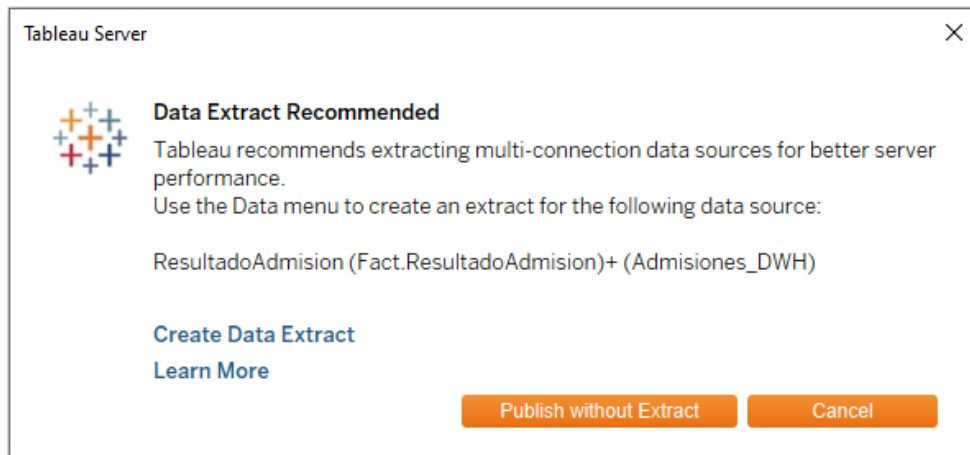 Tableau Server
Data Extract Recommended
Tableau recommends extracting multi-connection data sources for better server
performance.
Use the Data menu to create an extract for the following data source:
ResultadoAdmision (Fact.ResultadoAdmision)+ (Admisiones_DWH)
Create Data Extract
Learn More
Publish without Extract
Cancel